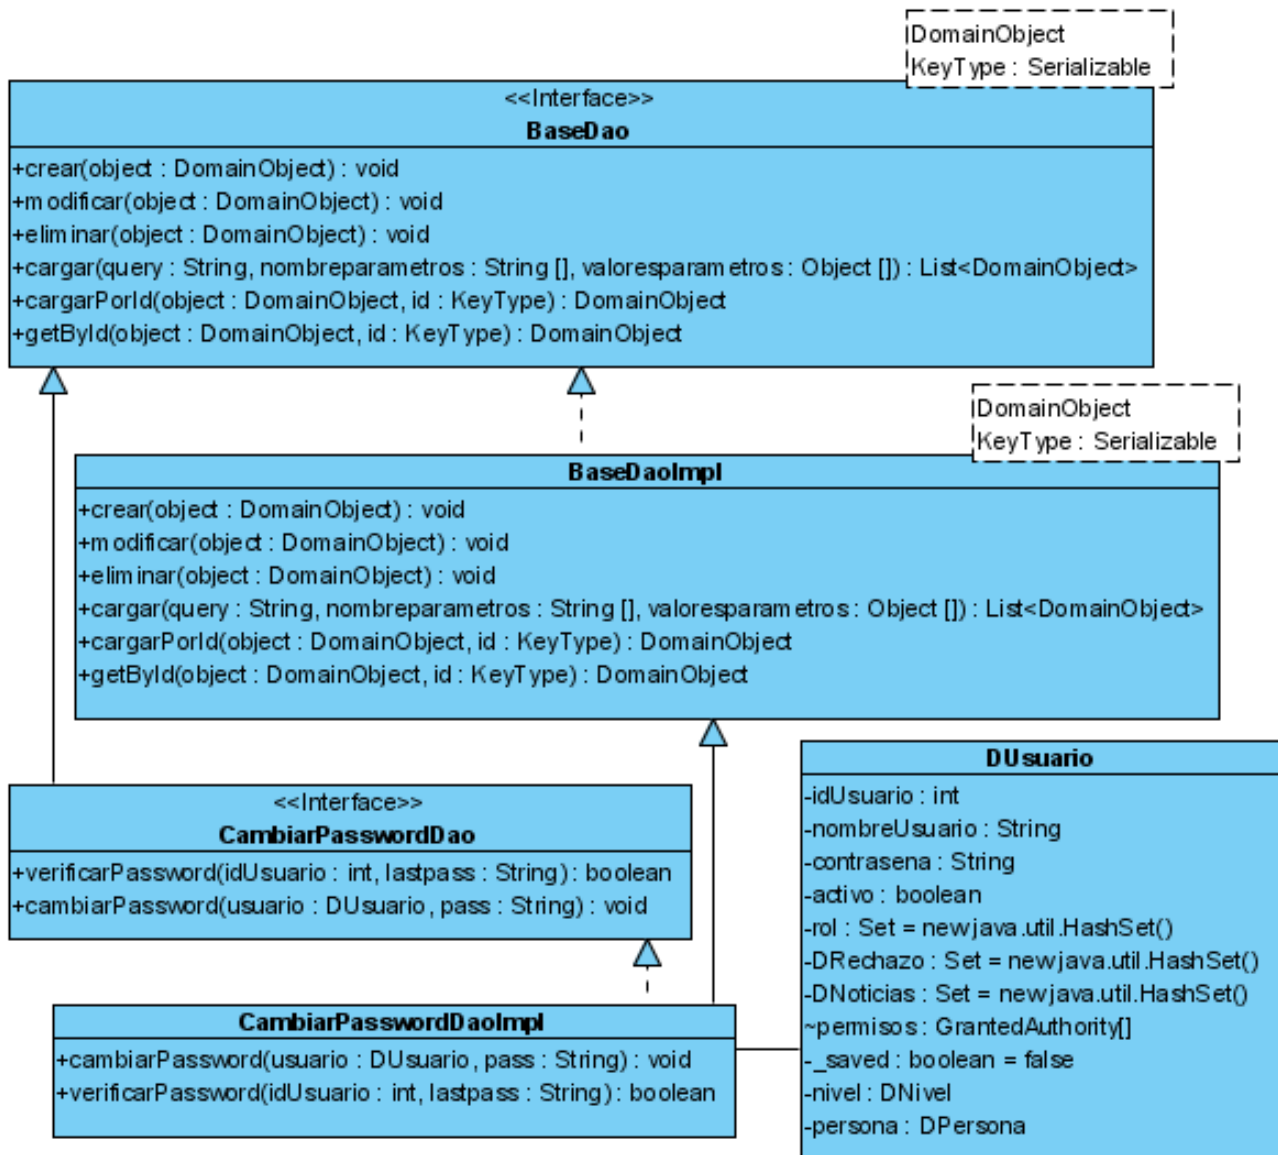 DomainObject
KeyType : Serializable
<<Interface>>
BaseDao
+crear(object : DomainObject) : void
+modificar(object : DomainObject) : void
+eliminar(object : DomainObject) : void
+cargar(query : String, nombreparametros : String [], valoresparametros : Object []) : List<DomainObject>
+cargarPorId(object : DomainObject, id : KeyType) : DomainObject
+getById(object : DomainObject, id : KeyType) : DomainObject
DomainObject
KeyType : Serializable
BaseDaoImpl
+crear(object : DomainObject) : void
+modificar(object : DomainObject) : void
+eliminar(object : DomainObject) : void
+cargar(query : String, nombreparametros : String [], valoresparametros : Object []) : List<DomainObject>
+cargarPorId(object : DomainObject, id : KeyType) : DomainObject
+getById(object : DomainObject, id : KeyType) : DomainObject
<<Interface>>
CambiarPasswordDao
+verificarPassword(idUsuario : int, lastpass : String) : boolean
+cambiarPassword(usuario : DUsuario, pass : String) : void
CambiarPasswordDaoImpl
+cambiarPassword(usuario : DUsuario, pass : String) : void
+verificarPassword(idUsuario : int, lastpass : String) : boolean
DUsuario
-idUsuario : int
-nombreUsuario : String
-contrasena : String
-activo : boolean
-rol : Set = new java.util.HashSet()
-DRechazo : Set = new java.util.HashSet()
-DNoticias : Set = new java.util.HashSet()
~permisos : GrantedAuthority[]
-_saved : boolean = false
-nivel : DNivel
-persona : DPersona